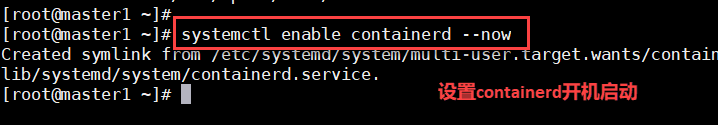 [root@master1 ~]#
[root@master1 ~]# systemctl enable containerd --now
Created symlink from /etc/systemd/system/multi-user.target.wants/contain
lib/systemd/system/containerd.service.
[root@master1 ~]#
设置containerd开机启动